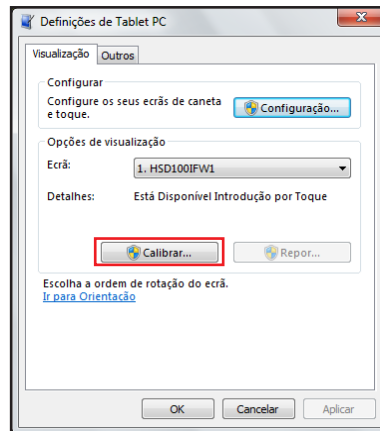 Definições de Tablet PC
Visualização Outros
Configurar
Configure os seus ecrãs de caneta
e toque.
Configuração...
Opções de visualização
Ecrã: 1. HSD100IFW1
Detalhes: Está Disponível Introdução por Toque
Calibrar... Repor...
Escolha a ordem de rotação do ecrã.
Ir para Orientação
OK Cancelar Aplicar